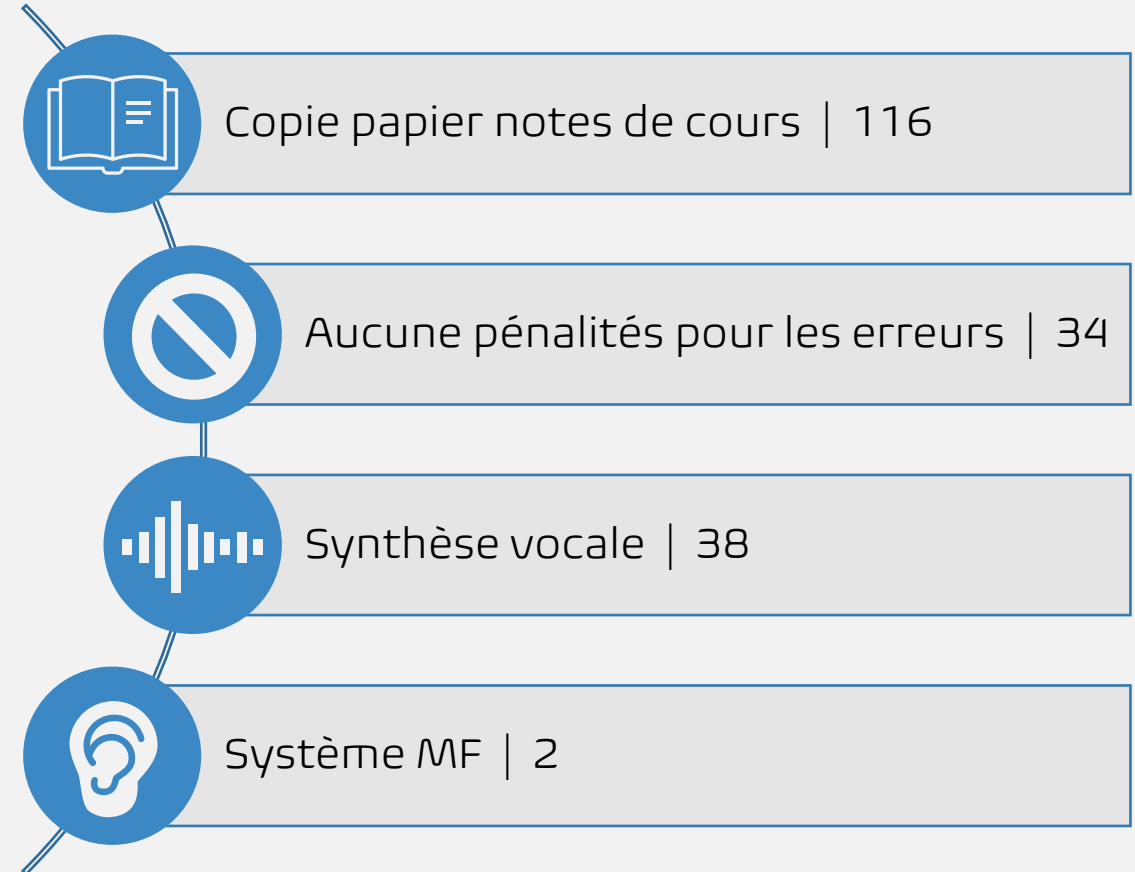 Copie papier notes de cours | 116
Aucune pénalités pour les erreurs | 34
Synthèse vocale | 38
Système MF | 2